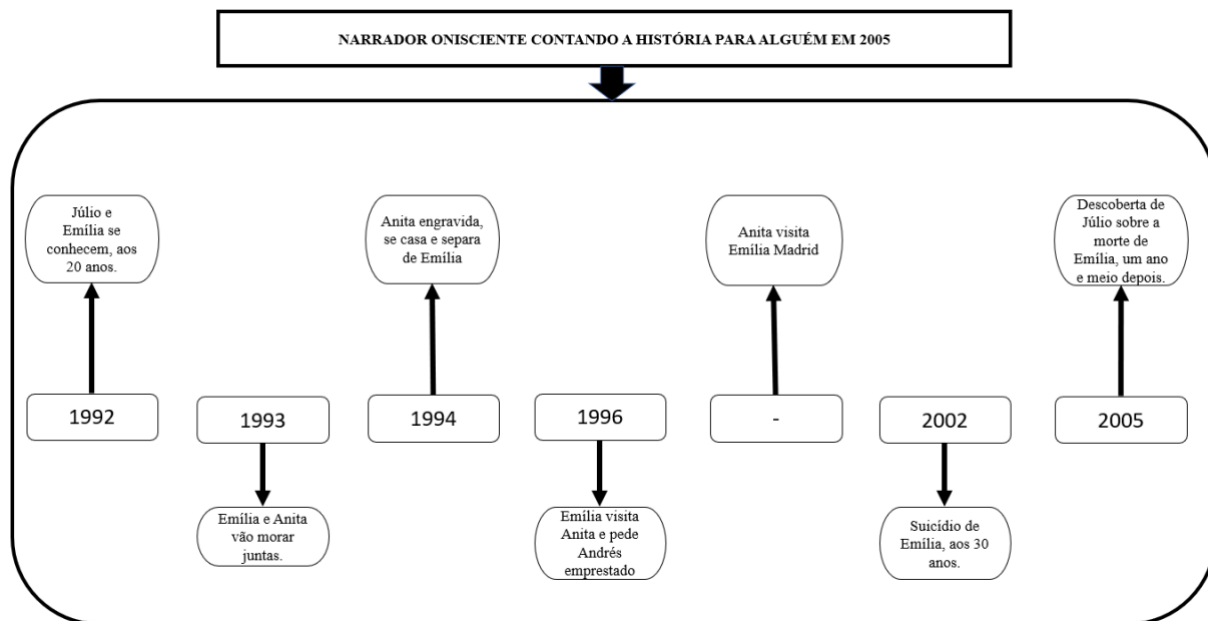 NARRADOR ONISCIENTE CONTANDO A HISTÓRIA PARA ALGUÉM EM 2005
Júlio e
Emília se
conhecem, aos
20 anos.
Anita engravida,
se casa e separa
de Emília
Anita visita
Emília Madrid
Descoberta de
Júlio sobre a
morte de
Emília, um ano
e meio depois.
1992
1993
1994
1996
-
2002
2005
Emília e Anita
vão morar
juntas.
Emília visita
Anita e pede
Andrés
emprestado
Suicídio de
Emília, aos 30
anos.